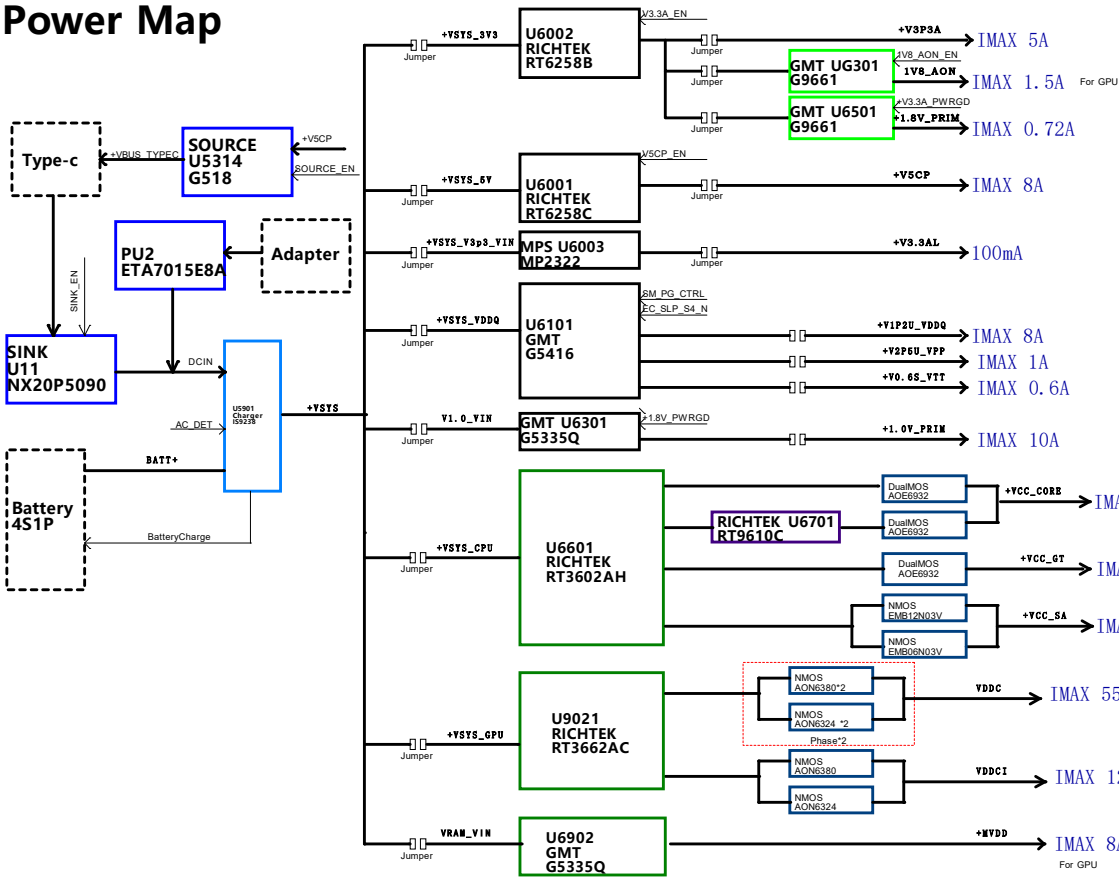 Power Map
V3.3A_EN
+VSYS_3V3
Jumper
U6002
RICHTEK
RT6258B
Jumper
+V3P3A
IMAX 5A
Jumper
GMT UG301
G9661
1V8_AON_EN
1V8_AON
IMAX 1.5A
For GPU
Jumper
GMT U6501
G9661
+V3.3A_PWRGD
+1.8V_PRIM
IMAX 0.72A
Type-c
+VBUS_TYPEC
SOURCE
U5314
G518
+V5CP
SOURCE_EN
V5CP_EN
+VSYS_5V
Jumper
U6001
RICHTEK
RT6258C
Jumper
+V5CP
IMAX 8A
PU2
ETA7015E8A
Adapter
+VSYS_V3p3_VIN
Jumper
MPS U6003
MP2322
Jumper
+V3.3AL
100mA
SINK_EN
SINK
U11
NX20P5090
DCIN
+VSYS_VDDQ
Jumper
U6101
GMT
G5416
SM_PG_CTRL
EC_SLP_S4_N
+V1P2U_VDDQ
IMAX 8A
+V2P5U_VPP
IMAX 1A
+V0.6S_VTT
IMAX 0.6A
U5901
Charger
IS9238
+VSYS
AC_DET
BATT+
Battery
4S1P
BatteryCharge
V1.0_VIN
Jumper
GMT U6301
G5335Q
+1.8V_PWRGD
+1.0V_PRIM
IMAX 10A
+VSYS_CPU
Jumper
U6601
RICHTEK
RT3602AH
DualMOS
AOE6932
+VCC_CORE
RICHTEK U6701
RT9610C
DualMOS
AOE6932
DualMOS
AOE6932
+VCC_GT
NMOS
EMB12N03V
NMOS
EMB06N03V
+VCC_SA
+VSYS_GPU
Jumper
U9021
RICHTEK
RT3662AC
NMOS
AON6380*2
NMOS
AON6324 *2
Phase*2
VDDC
IMAX 55
NMOS
AON6380
NMOS
AON6324
VDDCI
IMAX 12
VRAM_VIN
Jumper
U6902
GMT
G5335Q
+MVDD
IMAX 8A
For GPU